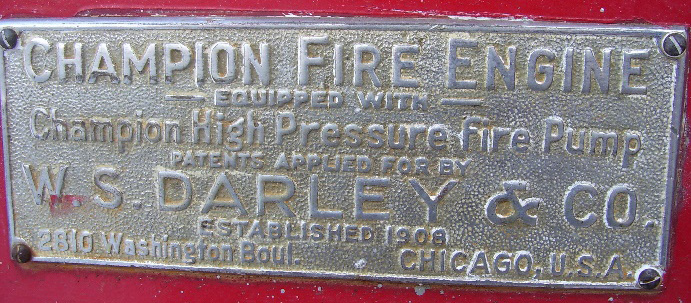 CHAMPION FIRE ENGINE
— EQUIPPED WITH —
Champion High Pressure Fire Pump
PATENTS APPLIED FOR BY
W. S. DARLEY & CO.
ESTABLISHED 1908
2810 Washington Boul.
CHICAGO, U.S.A.